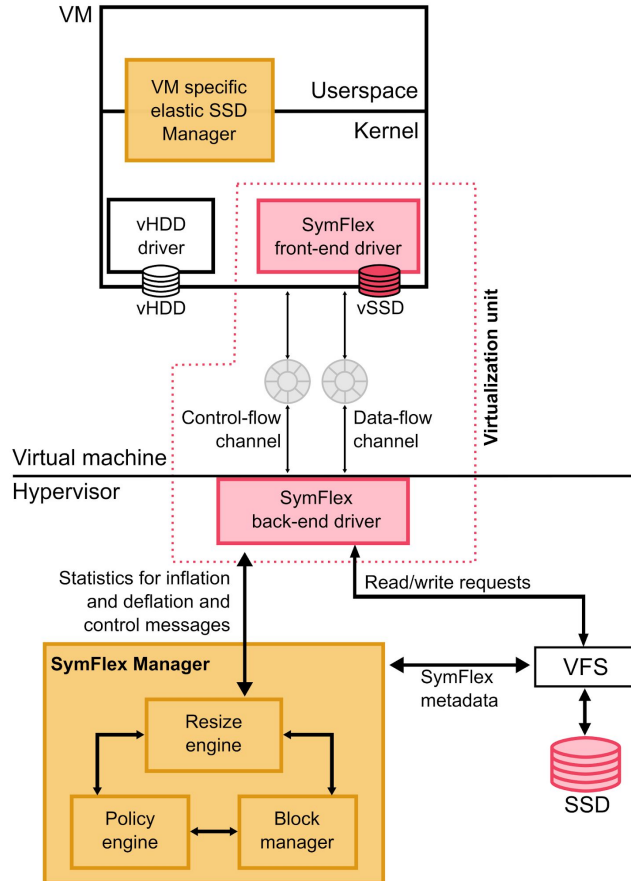 VM
VM specific
elastic SSD
Manager
Userspace
Kernel
vHDD
driver
SymFlex
front-end driver
vHDD
vSSD
Virtualization unit
Control-flow
channel
Data-flow
channel
Virtual machine
Hypervisor
SymFlex
back-end driver
Statistics for inflation
and deflation and
control messages
Read/write requests
SymFlex Manager
SymFlex
metadata
VFS
Resize
engine
Policy
engine
Block
manager
SSD